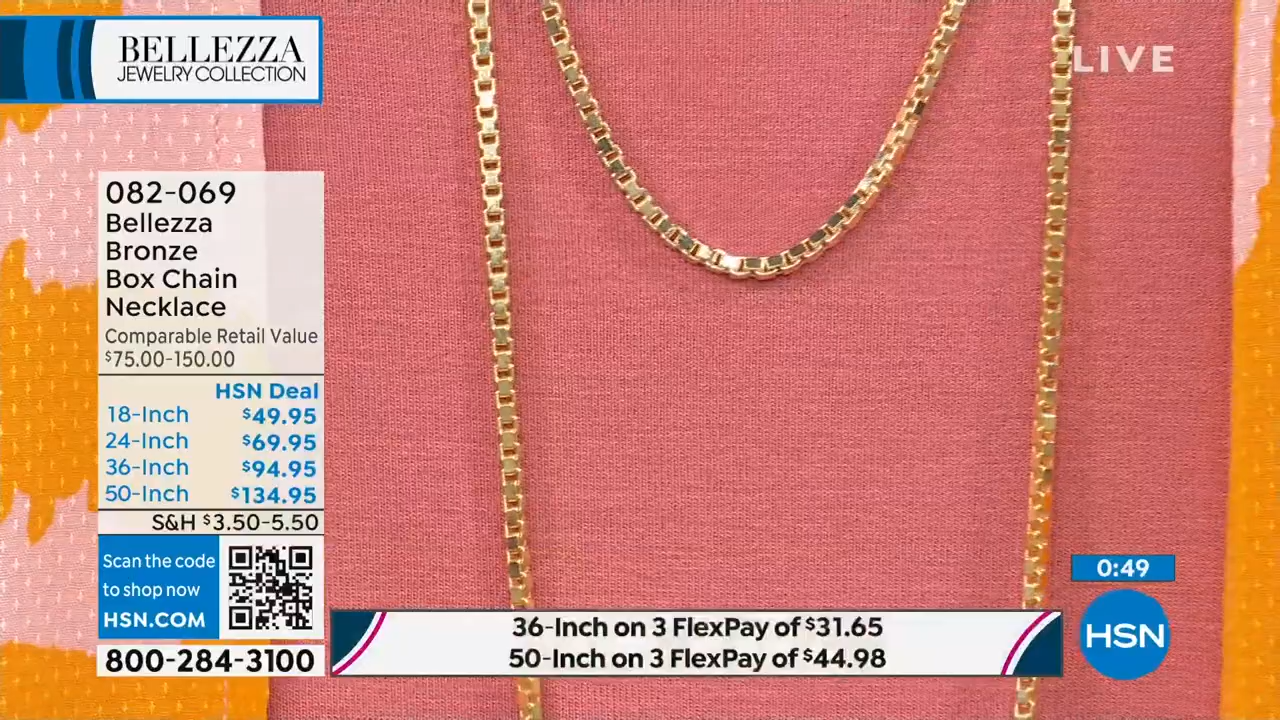 BELLEZZA
JEWELRY COLLECTION
LIVE
082-069
Bellezza
Bronze
Box Chain
Necklace
Comparable Retail Value
$75.00-150.00
HSN Deal
18-Inch $49.95
24-Inch $69.95
36-Inch $94.95
50-Inch $134.95
S&H $3.50-5.50
Scan the code
to shop now
HSN.COM
800-284-3100
36-Inch on 3 FlexPay of $31.65
50-Inch on 3 FlexPay of $44.98
0:49
HSN